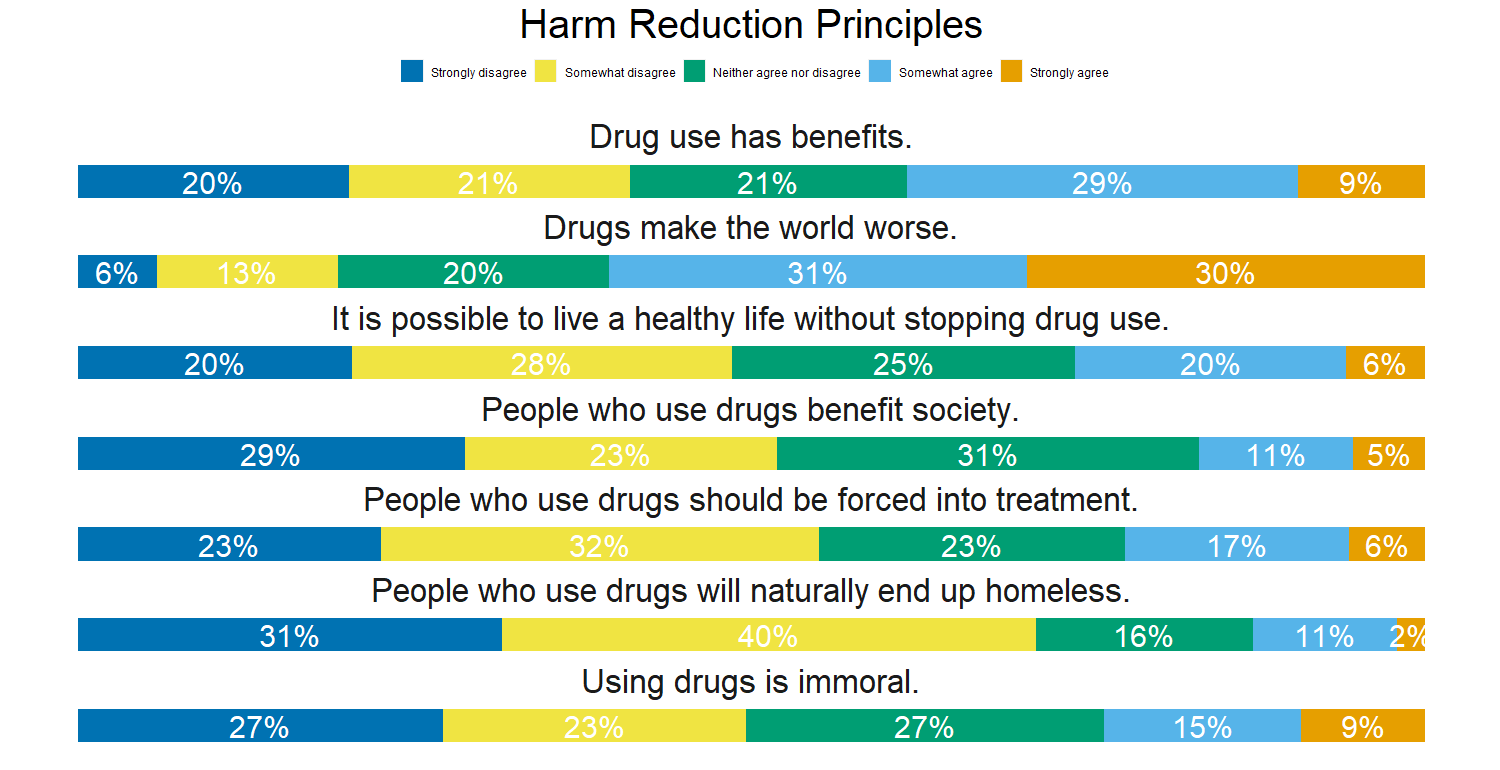 Harm Reduction Principles
Strongly disagree Somewhat disagree Neither agree nor disagree Somewhat agree Strongly agree
Drug use has benefits.
20% 21% 21% 29% 9%
Drugs make the world worse.
6% 13% 20% 31% 30%
It is possible to live a healthy life without stopping drug use.
20% 28% 25% 20% 6%
People who use drugs benefit society.
29% 23% 31% 11% 5%
People who use drugs should be forced into treatment.
23% 32% 23% 17% 6%
People who use drugs will naturally end up homeless.
31% 40% 16% 11% 2%
Using drugs is immoral.
27% 23% 27% 15% 9%